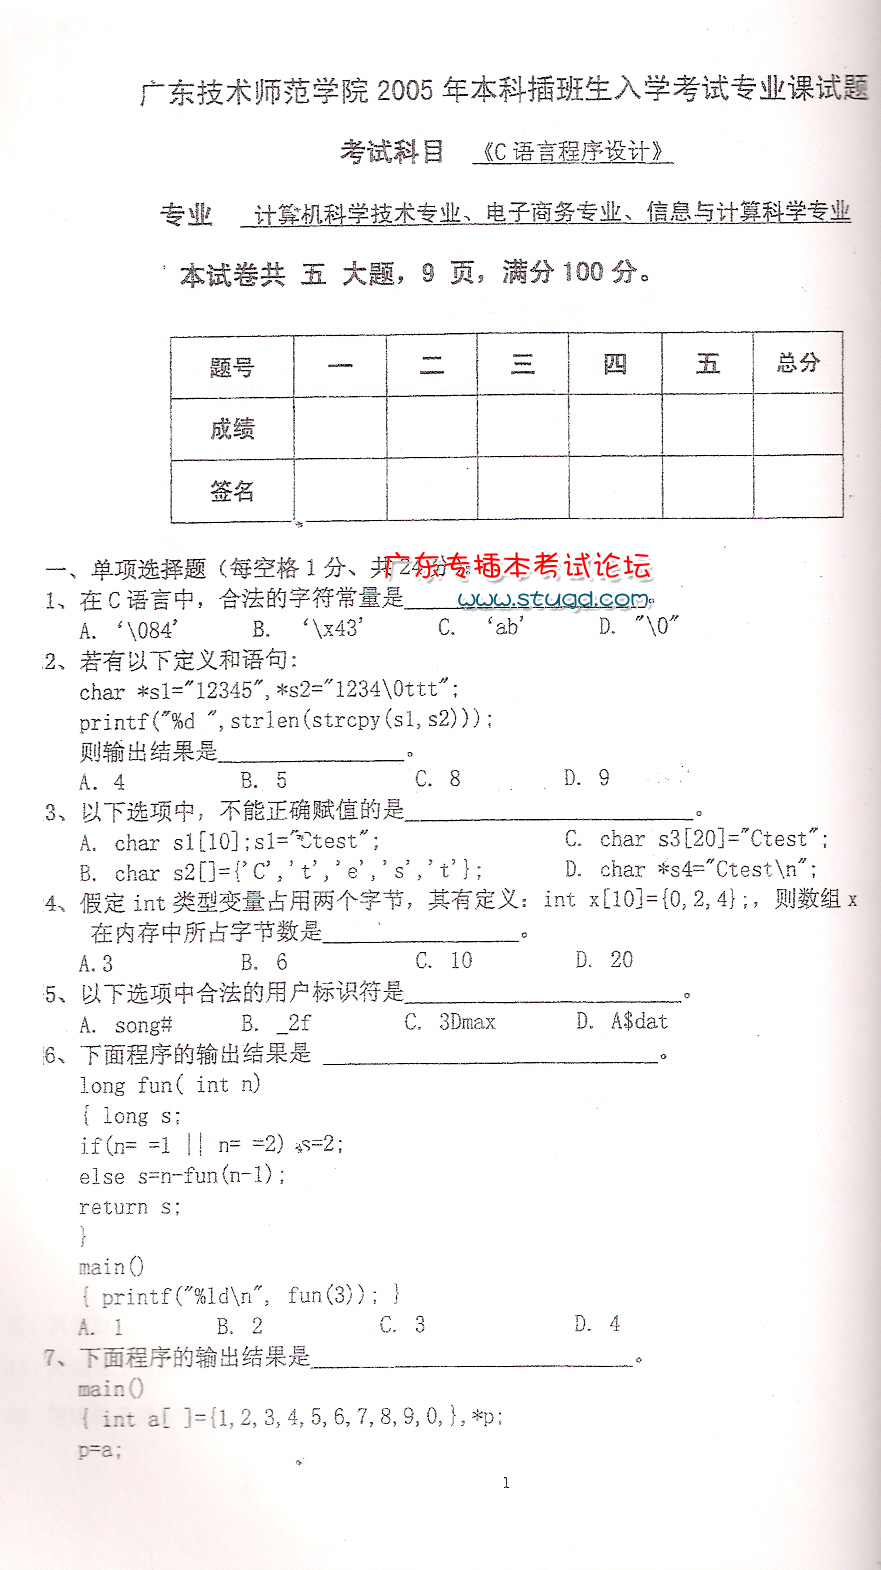 广东技术师范学院 2005 年本科插班生入学考试专业课试题
考试科目 《C 语言程序设计》
专业 计算机科学技术专业、电子商务专业、信息与计算科学专业
本试卷共 五 大题，9 页，满分 100 分。
题号 一 二 三 四 五 总分
成绩
签名
一、单项选择题（每空格 1 分、共 24 分
广东专插本考试论坛
www.stugd.com
1、在 C 语言中，合法的字符常量是________。
A. ‘\084’ B. ‘\x43’ C. ‘ab’ D. "\0"
2、若有以下定义和语句：
char *s1="12345",*s2="1234\0ttt";
printf("%d ",strlen(strcpy(s1,s2)));
则输出结果是________。
A. 4 B. 5 C. 8 D. 9
3、以下选项中，不能正确赋值的是________。
A. char s1[10];s1="Ctest"; C. char s3[20]="Ctest";
B. char s2[]={'C','t','e','s','t'}; D. char *s4="Ctest\n";
4、假定 int 类型变量占用两个字节，其有定义：int x[10]={0,2,4};，则数组 x
在内存中所占字节数是________。
A.3 B. 6 C. 10 D. 20
5、以下选项中合法的用户标识符是________。
A. song# B. _2f C. 3Dmax D. A$dat
6、下面程序的输出结果是 ________。
long fun( int n)
{ long s;
if(n= =1 || n= =2) s=2;
else s=n-fun(n-1);
return s;
}
main()
{ printf("%ld\n", fun(3)); }
A. 1 B. 2 C. 3 D. 4
7、下面程序的输出结果是________。
main()
{ int a[ ]={1,2,3,4,5,6,7,8,9,0,},*p;
p=a;
1